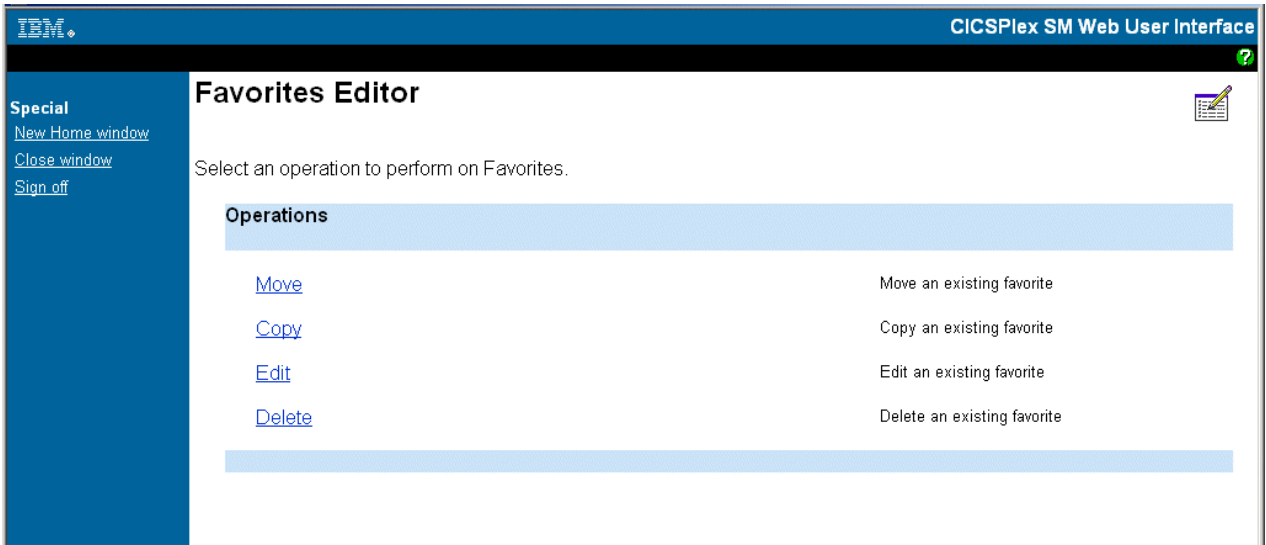 IBM.
CICSPlex SM Web User Interface
?
Special
New Home window
Close window
Sign off
Favorites Editor
Select an operation to perform on Favorites.
Operations
Move Move an existing favorite
Copy Copy an existing favorite
Edit Edit an existing favorite
Delete Delete an existing favorite